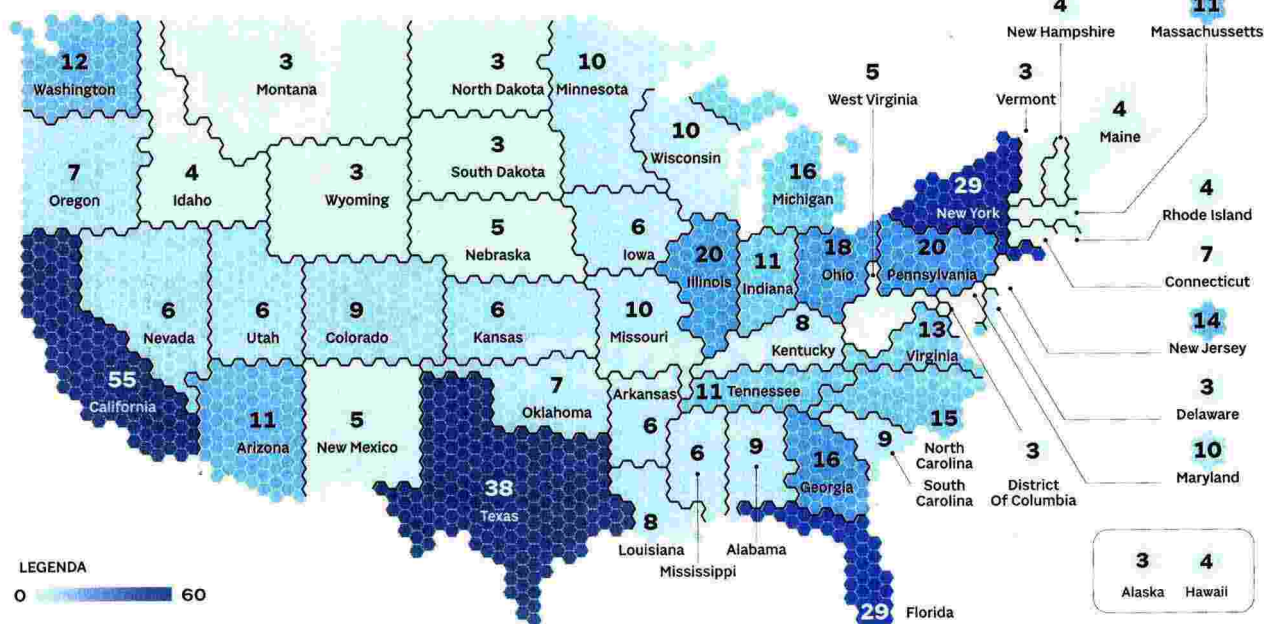 4
New Hampshire
11
Massachussetts
12
Washington
3
Montana
3
North Dakota
10
Minnesota
5
West Virginia
3
Vermont
4
Maine
7
Oregon
4
Idaho
3
Wyoming
3
South Dakota
10
Wisconsin
16
Michigan
29
New York
4
Rhode Island
5
Nebraska
6
Iowa
20
Illinois
11
Indiana
18
Ohio
20
Pennsylvania
7
Connecticut
6
Nevada
6
Utah
9
Colorado
6
Kansas
10
Missouri
8
Kentucky
13
Virginia
14
New Jersey
55
California
11
Arizona
5
New Mexico
7
Oklahoma
Arkansas
6
11 Tennessee
15
North
Carolina
3
Delaware
38
Texas
8
Louisiana
6
Mississippi
9
Alabama
16
Georgia
9
South
Carolina
3
District
Of Columbia
10
Maryland
29 Florida
3
Alaska
4
Hawaii
LEGENDA
0 60